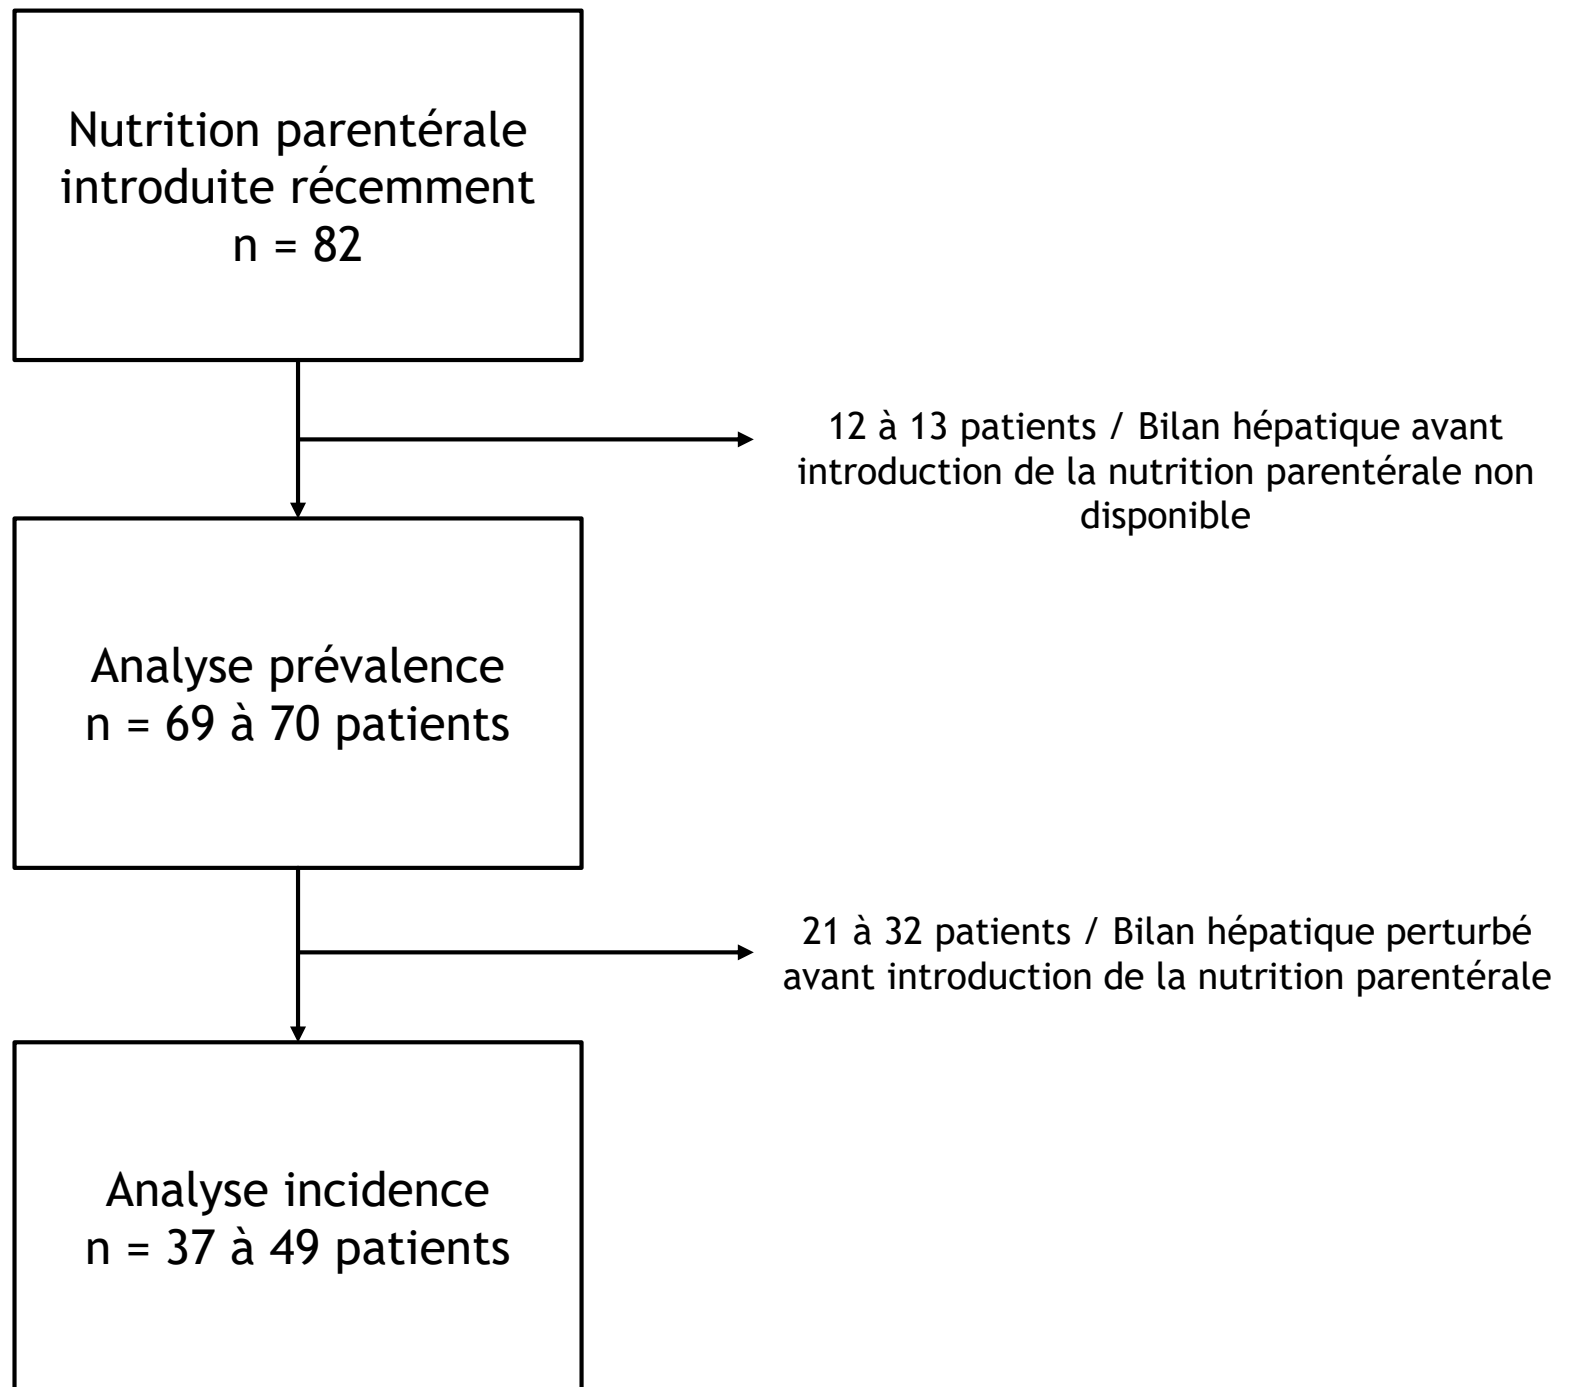 Nutrition parentérale
introduite récemment
n = 82
12 à 13 patients / Bilan hépatique avant
introduction de la nutrition parentérale non
disponible
Analyse prévalence
n = 69 à 70 patients
21 à 32 patients / Bilan hépatique perturbé
avant introduction de la nutrition parentérale
Analyse incidence
n = 37 à 49 patients